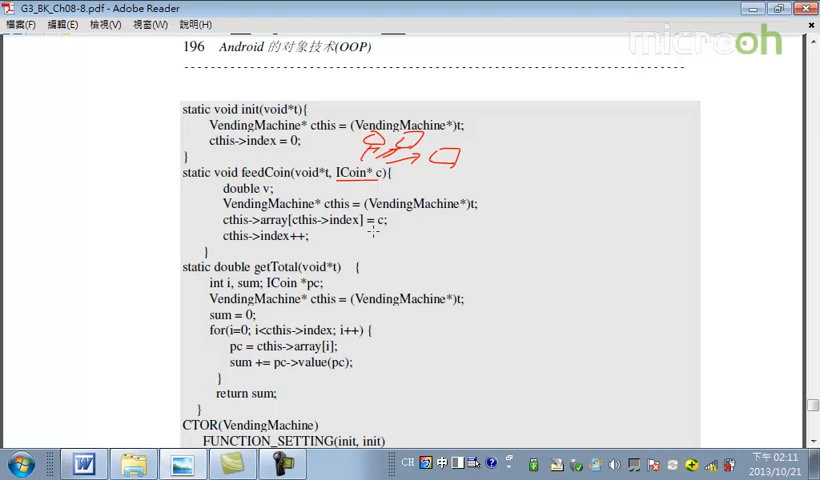 G3_BK_Ch08-8.pdf - Adobe Reader
檔案(F) 編輯(E) 檢視(V) 視窗(W) 說明(H)
microoh
196 Android 的对象技术(OOP)
static void init(void*t){
VendingMachine* cthis = (VendingMachine*)t;
cthis->index = 0;
}
static void feedCoin(void*t, ICoin* c){
double v;
VendingMachine* cthis = (VendingMachine*)t;
cthis->array[cthis->index] = c;
cthis->index++;
}
static double getTotal(void*t) {
int i, sum; ICoin *pc;
VendingMachine* cthis = (VendingMachine*)t;
sum = 0;
for(i=0; i<cthis->index; i++) {
pc = cthis->array[i];
sum += pc->value(pc);
}
return sum;
}
CTOR(VendingMachine)
FUNCTION_SETTING(init, init)
CH 中 下午 02:11
2013/10/21